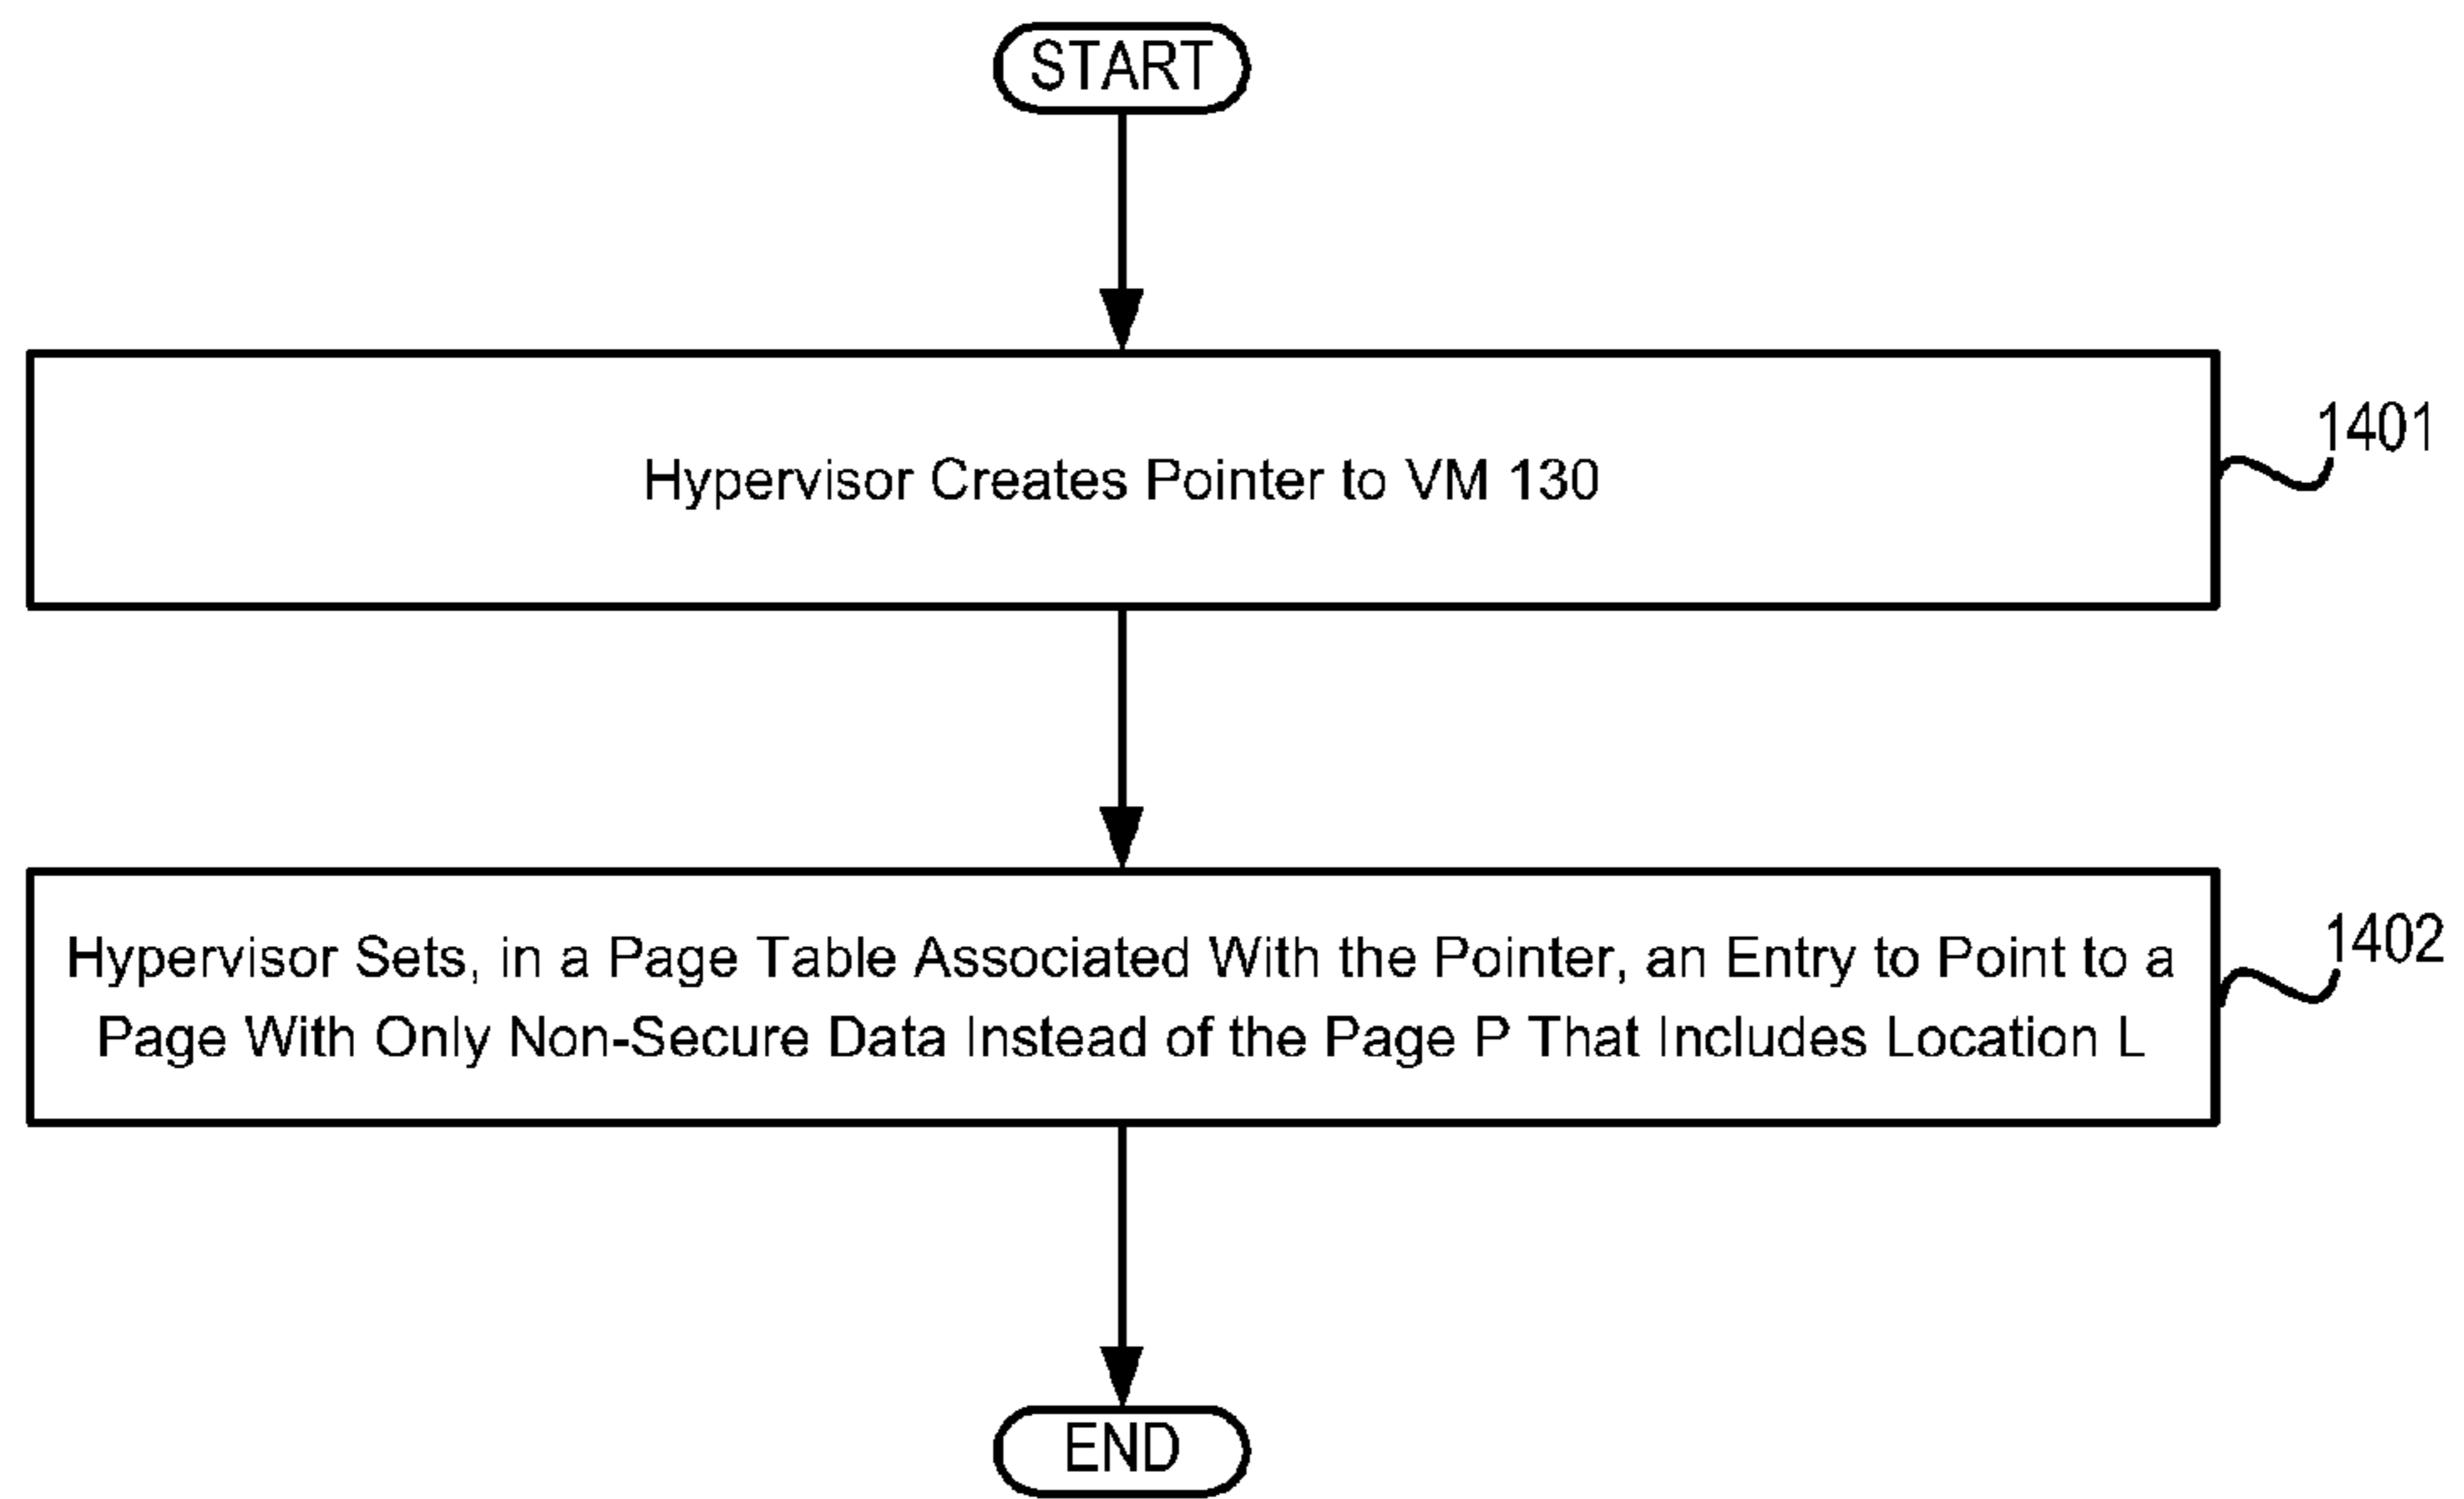 START
Hypervisor Creates Pointer to VM 130
1401
Hypervisor Sets, in a Page Table Associated With the Pointer, an Entry to Point to a
Page With Only Non-Secure Data Instead of the Page P That Includes Location L
1402
END